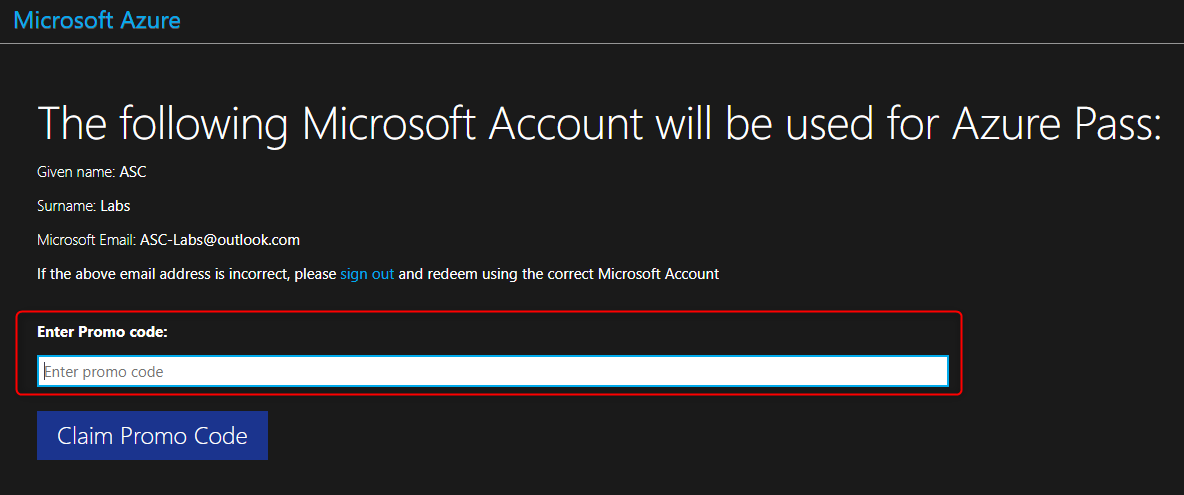 Microsoft Azure
The following Microsoft Account will be used for Azure Pass:
Given name: ASC
Surname: Labs
Microsoft Email: ASC-Labs@outlook.com
If the above email address is incorrect, please sign out and redeem using the correct Microsoft Account
Enter Promo code:
Enter promo code
Claim Promo Code